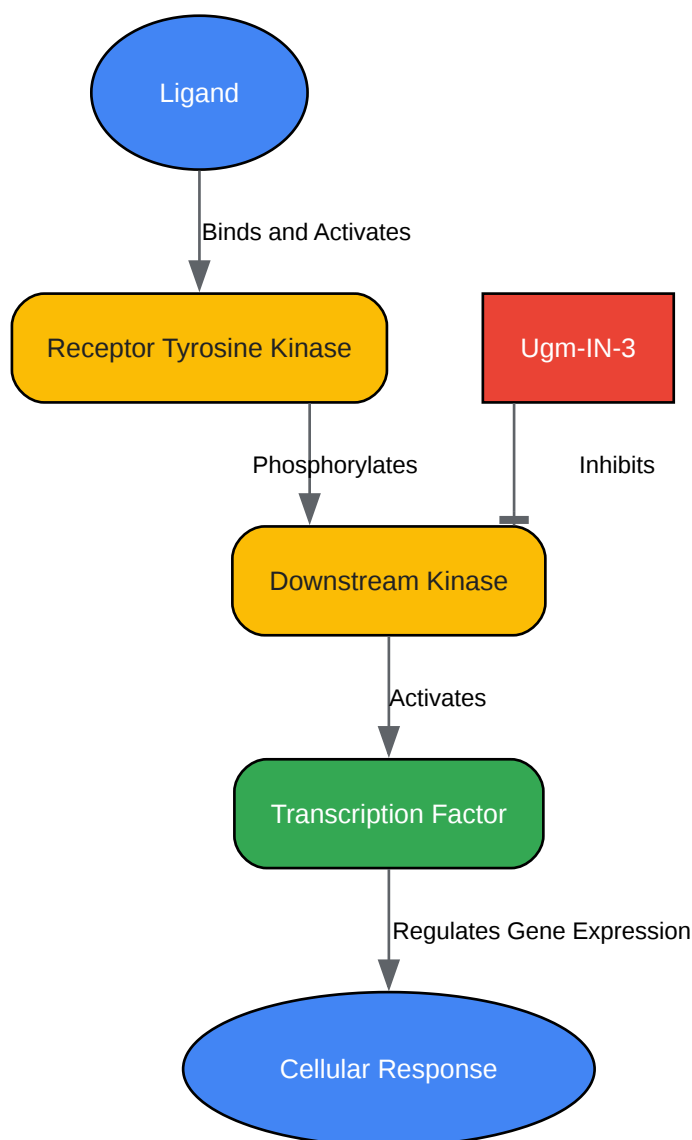 Ligand
Binds and Activates
Receptor Tyrosine Kinase
Ugm-IN-3
Phosphorylates
Inhibits
Downstream Kinase
Activates
Transcription Factor
Regulates Gene Expression
Cellular Response